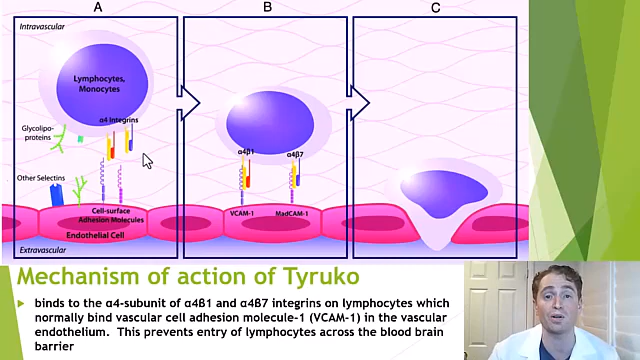 A
B
C
Intravascular
Lymphocytes,
Monocytes
α4 Integrins
Glycolipo-
proteins
Other Selectins
Cell-surface
Adhesion Molecules
Endothelial Cell
Extravascular
α4β1
α4β7
VCAM-1
MadCAM-1
Mechanism of action of Tyruko
binds to the α4-subunit of α4ß1 and α4ß7 integrins on lymphocytes which
normally bind vascular cell adhesion molecule-1 (VCAM-1) in the vascular
endothelium. This prevents entry of lymphocytes across the blood brain
barrier